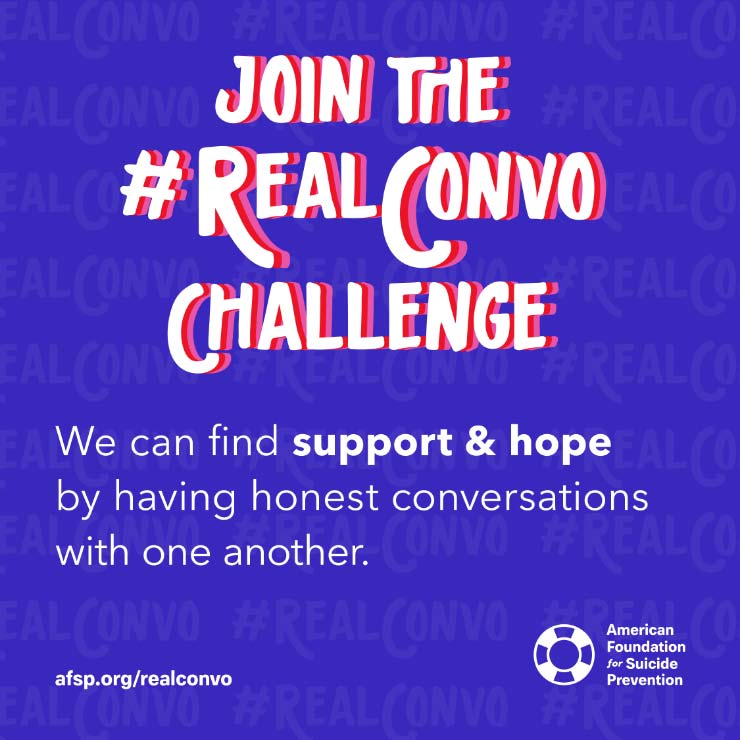 JOIN THE
#REALCONVO
CHALLENGE
We can find support & hope
by having honest conversations
with one another.
afsp.org/realconvo
American
Foundation
for Suicide
Prevention